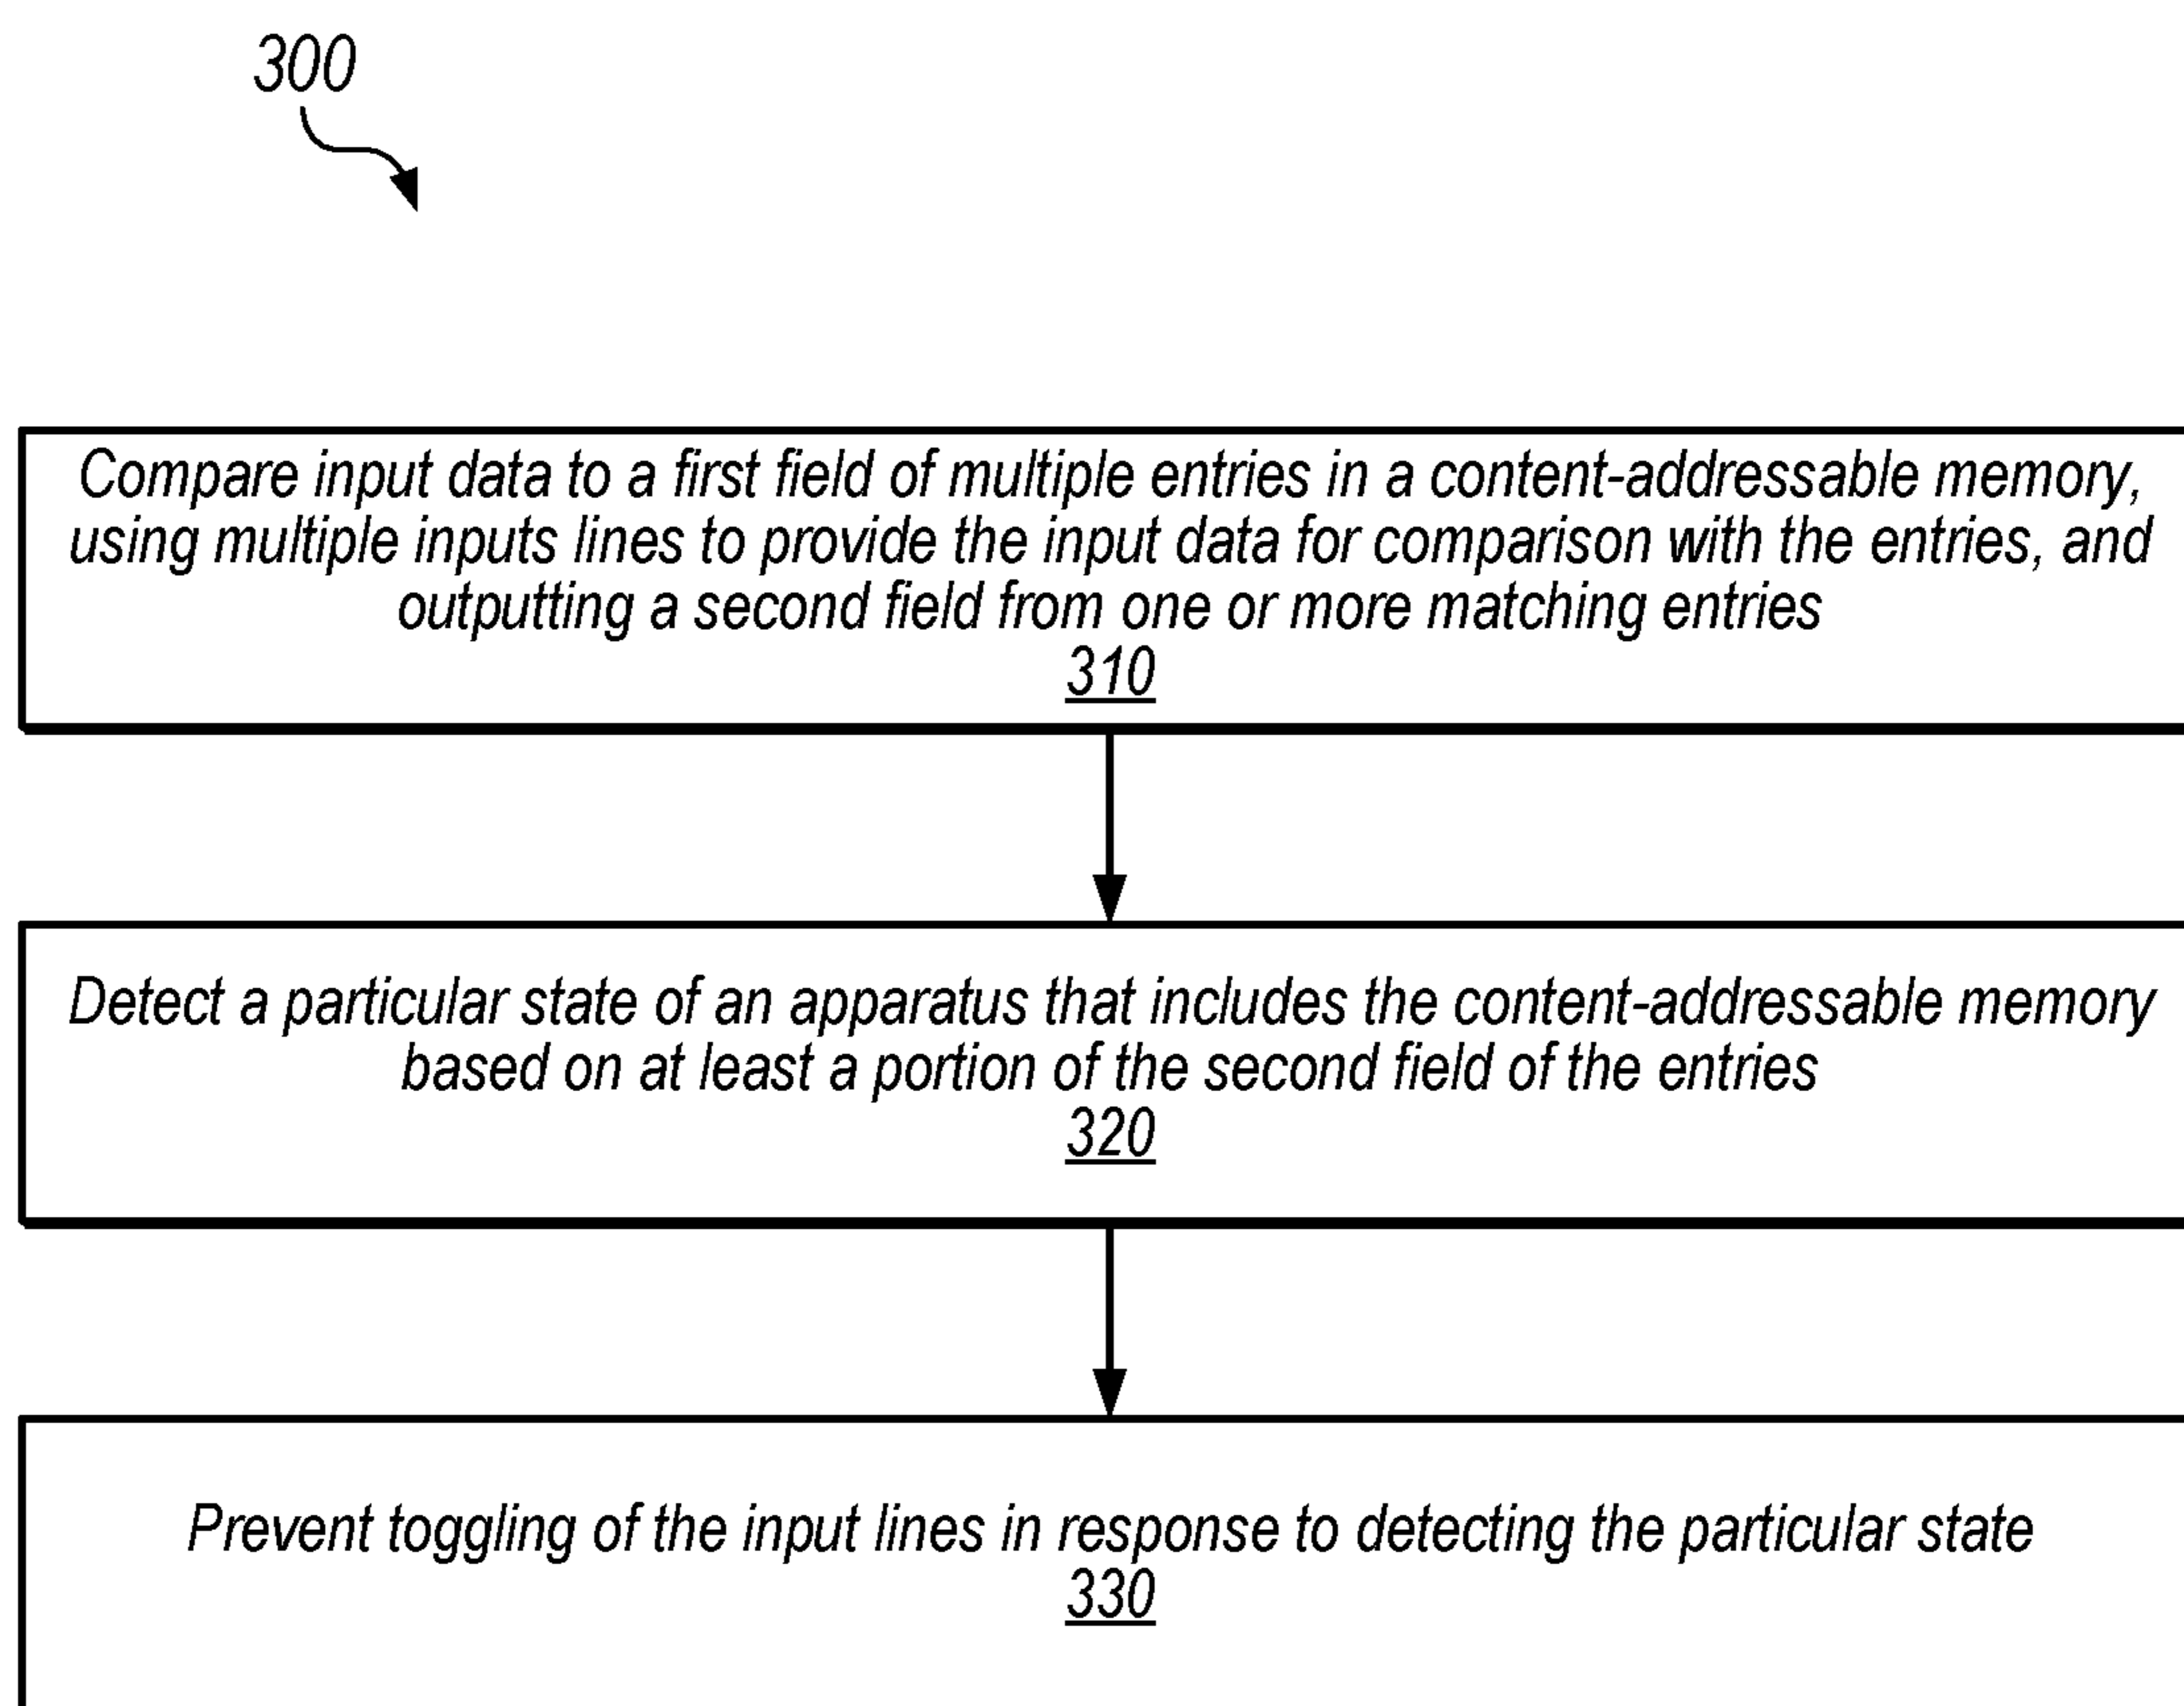 300
Compare input data to a first field of multiple entries in a content-addressable memory,
using multiple inputs lines to provide the input data for comparison with the entries, and
outputting a second field from one or more matching entries
310
Detect a particular state of an apparatus that includes the content-addressable memory
based on at least a portion of the second field of the entries
320
Prevent toggling of the input lines in response to detecting the particular state
330